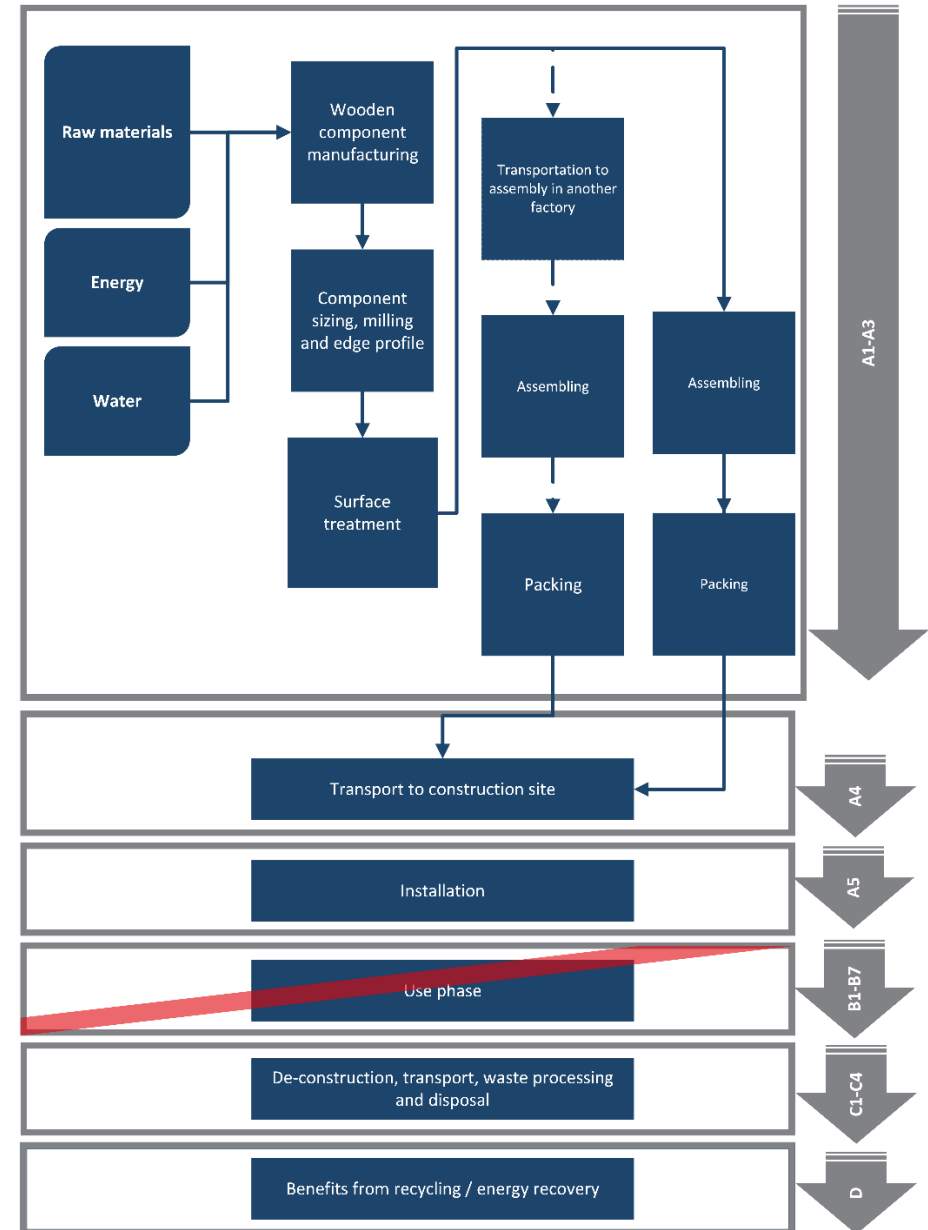 Raw materials
Energy
Water
Wooden
component
manufacturing
Component
sizing, milling
and edge profile
Surface
treatment
Transportation to
assembly in another
factory
Assembling
Packing
Assembling
Packing
A1-A3
Transport to construction site
A4
Installation
A5
Use phase
B1-B7
De-construction, transport, waste processing
and disposal
C1-C4
Benefits from recycling / energy recovery
D